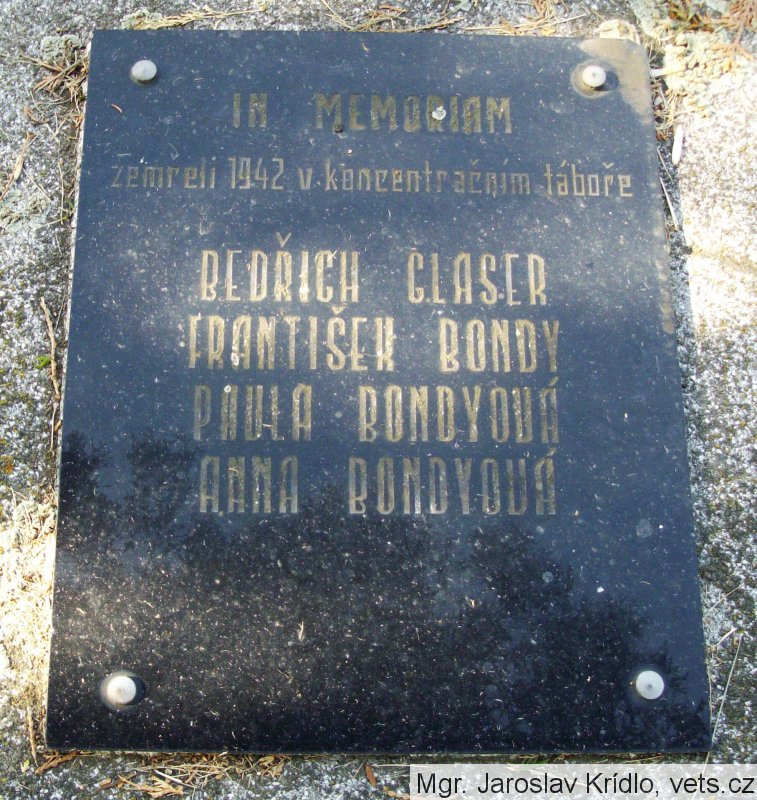 IN MEMORIAM
zemřeli 1942 v koncentračním táboře
BEDŘICH GLASER
FRANTIŠEK BONDY
PAULA BONDYOVÁ
ANNA BONDYOVÁ
Mgr. Jaroslav Krídlo, vets.cz